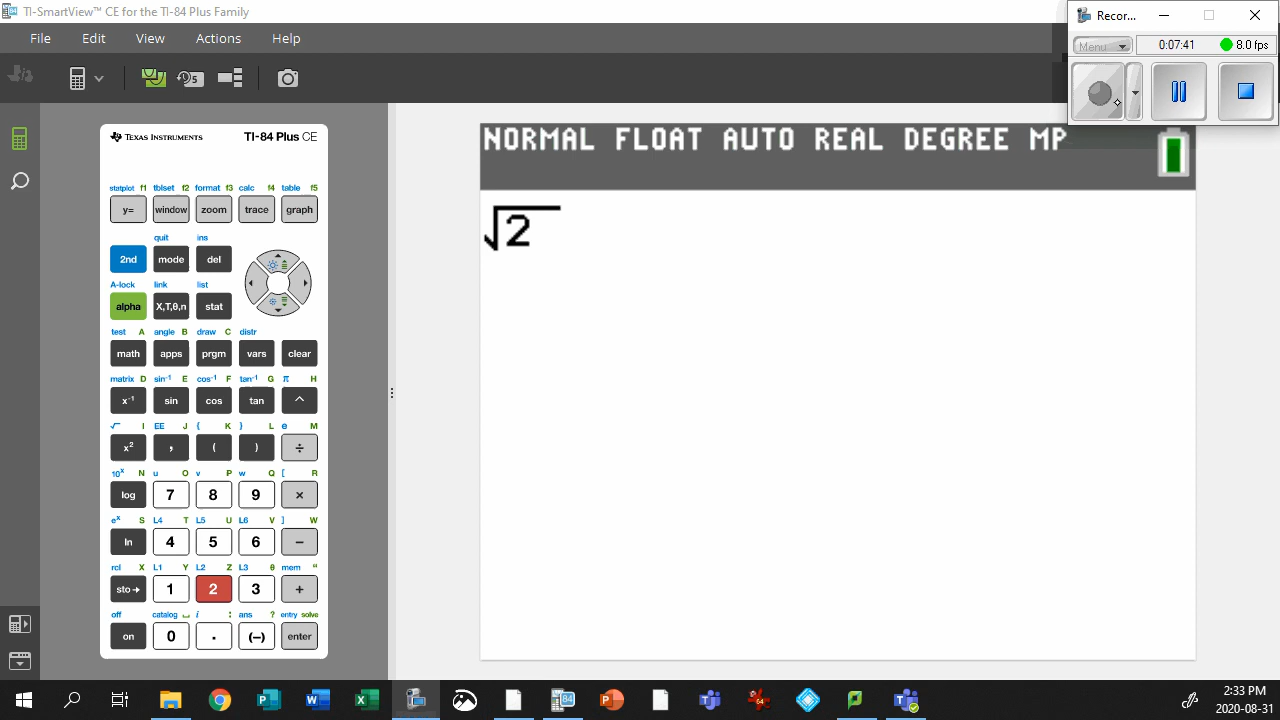 TI-SmartView™ CE for the TI-84 Plus Family
Recor...
File Edit View Actions Help
Menu 0:07:41 8.0 fps
TEXAS INSTRUMENTS TI-84 Plus CE
NORMAL FLOAT AUTO REAL DEGREE MP
√2
statplot f1 tblset f2 format f3 calc f4 table f5
y= window zoom trace graph
quit ins
2nd mode del
A-lock link list
alpha X,T,θ,n stat
test A angle B draw C distr
math apps prgm vars clear
matrix D sin⁻¹ E cos⁻¹ F tan⁻¹ G π H
x⁻¹ sin cos tan ^
√ I EE J { K } L e M
x² , ( ) ÷
10ˣ N u O v P w Q [ R
log 7 8 9 ×
eˣ S L4 T L5 U L6 V ] W
ln 4 5 6 −
rcl X L1 Y L2 Z L3 θ mem “
sto→ 1 2 3 +
off catalog ⎵ i : ans ? entry solve
on 0 . (–) enter
2:33 PM
2020-08-31